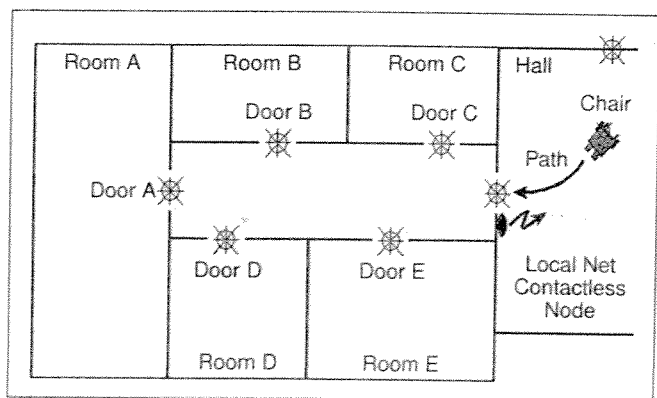 Room A
Room B
Room C
Hall
Door B
Door C
Chair
Path
Door A
Door D
Door E
Local Net
Contactless
Node
Room D
Room E